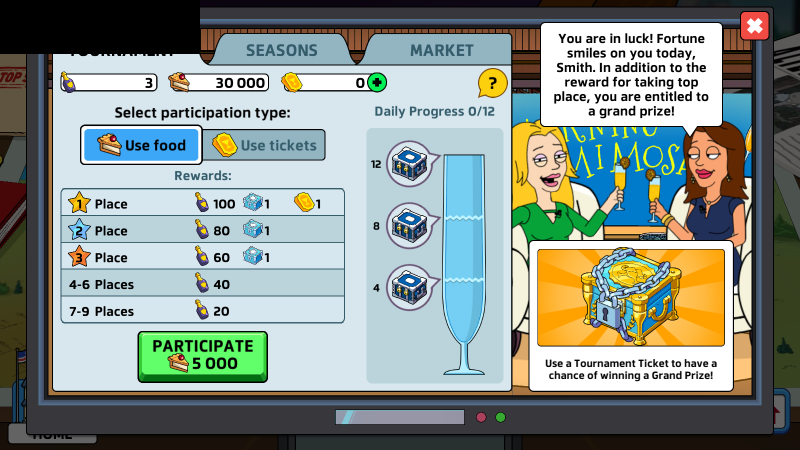 TOURNAMENT
SEASONS
MARKET
3
30 000
0
?
Select participation type:
Use food
Use tickets
Rewards:
1 Place 100 1 1
2 Place 80 1
3 Place 60 1
4-6 Places 40
7-9 Places 20
PARTICIPATE
5 000
Daily Progress 0/12
12
8
4
You are in luck! Fortune
smiles on you today,
Smith. In addition to the
reward for taking top
place, you are entitled to
a grand prize!
MIMOSA
Use a Tournament Ticket to have a
chance of winning a Grand Prize!
HOME